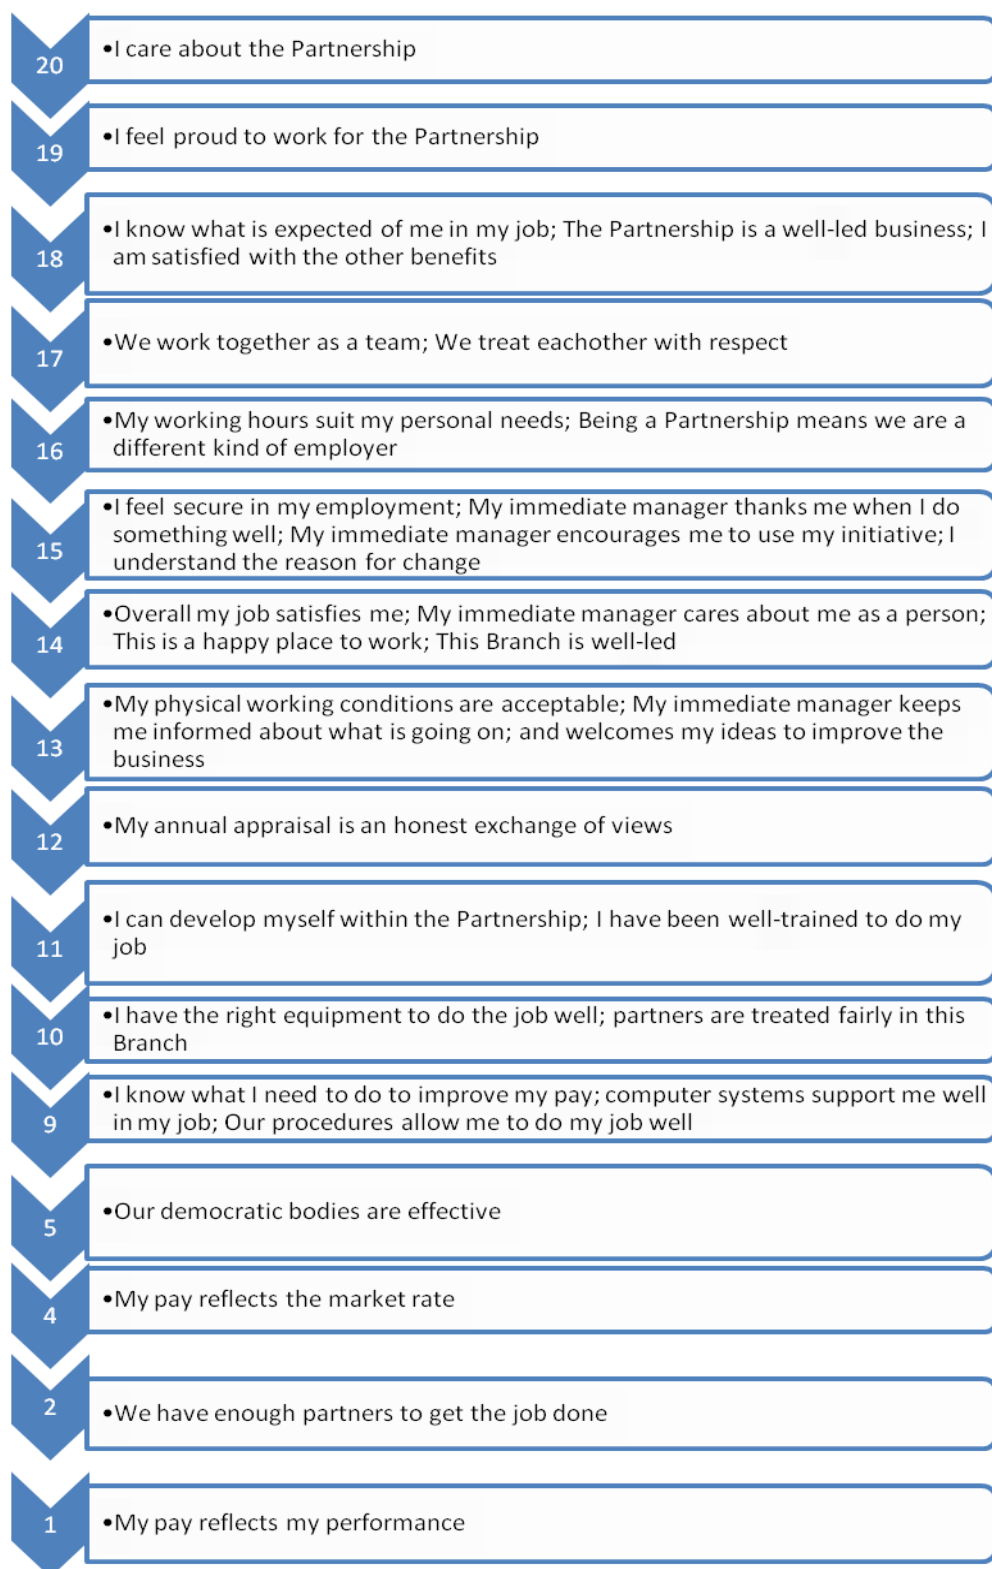 20
•I care about the Partnership
19
•I feel proud to work for the Partnership
18
•I know what is expected of me in my job; The Partnership is a well-led business; I
am satisfied with the other benefits
17
•We work together as a team; We treat eachother with respect
16
•My working hours suit my personal needs; Being a Partnership means we are a
different kind of employer
15
•I feel secure in my employment; My immediate manager thanks me when I do
something well; My immediate manager encourages me to use my initiative; I
understand the reason for change
14
•Overall my job satisfies me; My immediate manager cares about me as a person;
This is a happy place to work; This Branch is well-led
13
•My physical working conditions are acceptable; My immediate manager keeps
me informed about what is going on; and welcomes my ideas to improve the
business
12
•My annual appraisal is an honest exchange of views
11
•I can develop myself within the Partnership; I have been well-trained to do my
job
10
•I have the right equipment to do the job well; partners are treated fairly in this
Branch
9
•I know what I need to do to improve my pay; computer systems support me well
in my job; Our procedures allow me to do my job well
5
•Our democratic bodies are effective
4
•My pay reflects the market rate
2
•We have enough partners to get the job done
1
•My pay reflects my performance